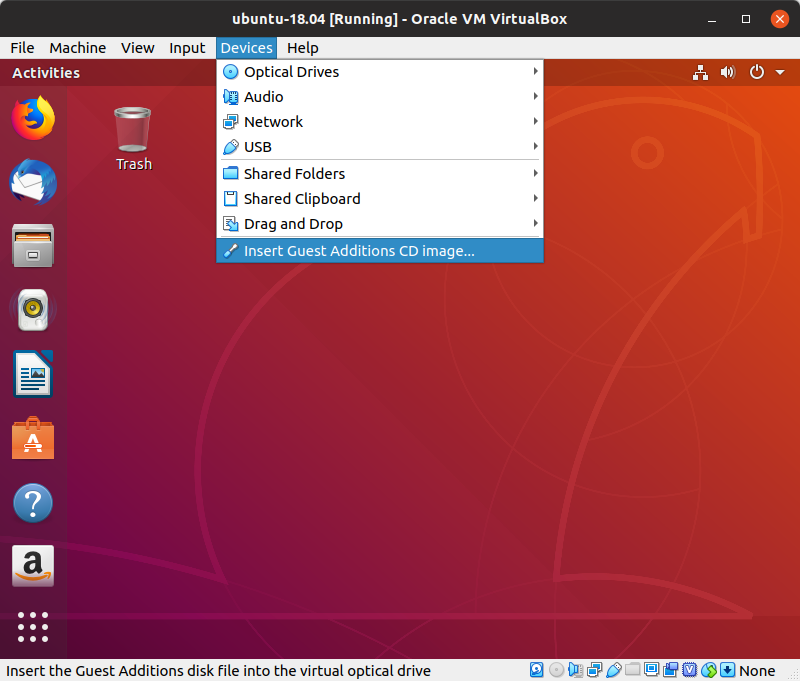 ubuntu-18.04 [Running] - Oracle VM VirtualBox
File Machine View Input Devices Help
Activities
Optical Drives
Audio
Network
USB
Shared Folders
Shared Clipboard
Drag and Drop
Insert Guest Additions CD image...
Trash
A
?
a
Insert the Guest Additions disk file into the virtual optical drive
V
None